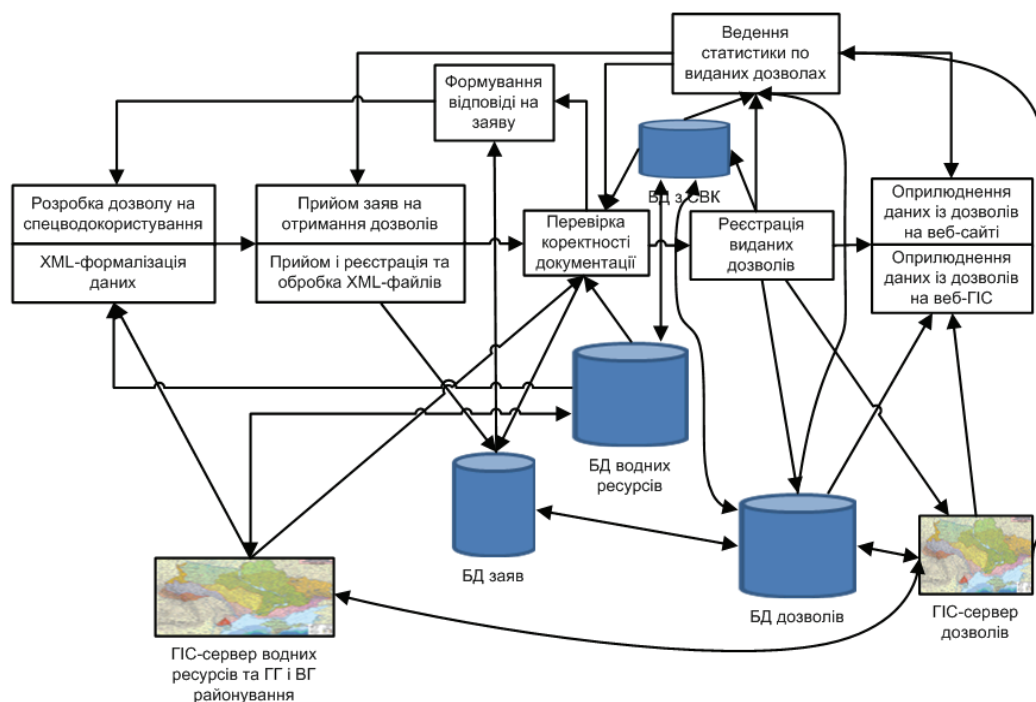 Ведення
статистики по
виданих дозволах
Формування
відповіді на
заяву
БД з СВК
Розробка дозволу на
спецводокористування
XML-формалізація
даних
Прийом заяв на
отримання дозволів
Прийом і реєстрація та
обробка XML-файлів
Перевірка
коректності
документації
Реєстрація
виданих
дозволів
Оприлюднення
даних із дозволів
на веб-сайті
Оприлюднення
даних із дозволів
на веб-ГІС
БД водних
ресурсів
БД заяв
БД дозволів
ГІС-сервер
дозволів
ГІС-сервер водних
ресурсів та ГГ і ВГ
районування